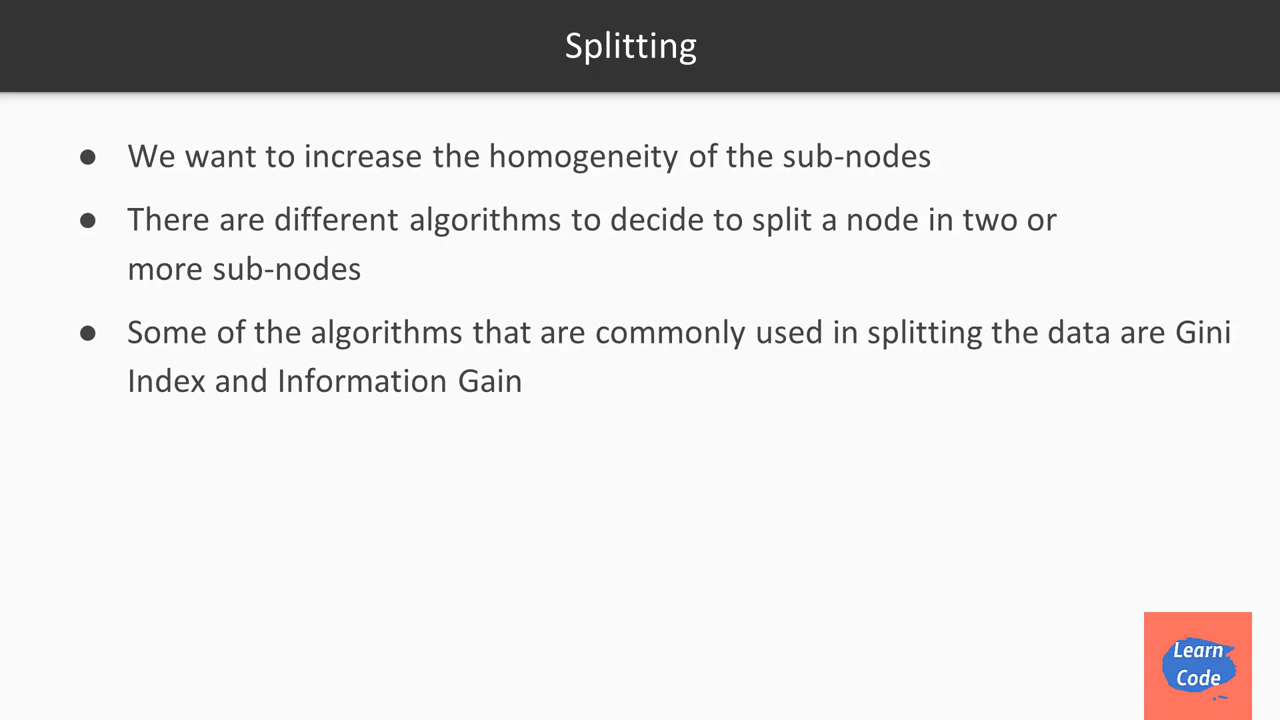 Splitting
● We want to increase the homogeneity of the sub-nodes
● There are different algorithms to decide to split a node in two or
more sub-nodes
● Some of the algorithms that are commonly used in splitting the data are Gini
Index and Information Gain
Learn
Code